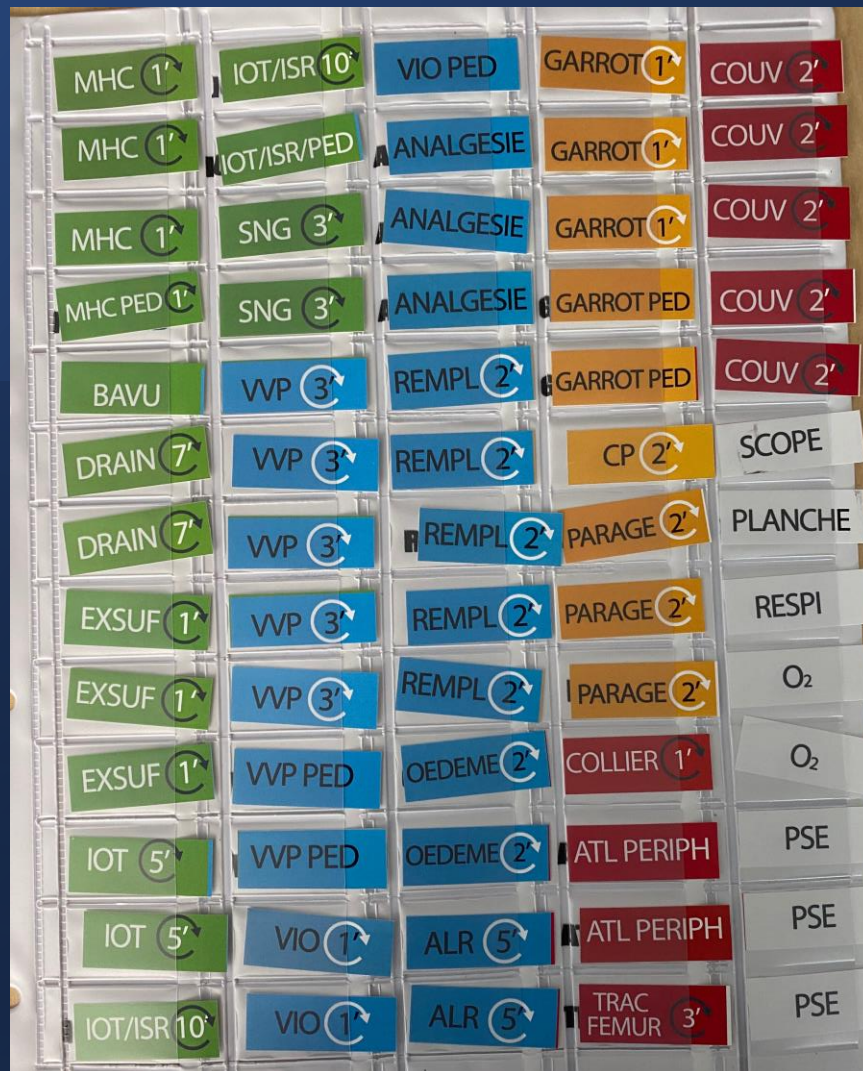 MHC 1' IOT/ISR 10' VIO PED GARROT 1' COUV 2'
MHC 1' IOT/ISR/PED ANALGESIE GARROT 1' COUV 2'
MHC 1' SNG 3' ANALGESIE GARROT 1' COUV 2'
MHC PED 1' SNG 3' ANALGESIE GARROT PED COUV 2'
BAVU VVP 3' REMPL 2' GARROT PED COUV 2'
DRAIN 7' VVP 3' REMPL 2' CP 2' SCOPE
DRAIN 7' VVP 3' REMPL 2' PARAGE 2' PLANCHE
EXSUF 1' VVP 3' REMPL 2' PARAGE 2' RESPI
EXSUF 1' VVP 3' REMPL 2' PARAGE 2' O₂
EXSUF 1' VVP PED OEDEME 2' COLLIER 1' O₂
IOT 5' VVP PED OEDEME 2' ATL PERIPH PSE
IOT 5' VIO 1' ALR 5' ATL PERIPH PSE
IOT/ISR 10' VIO 1' ALR 5' TRAC FEMUR 3' PSE